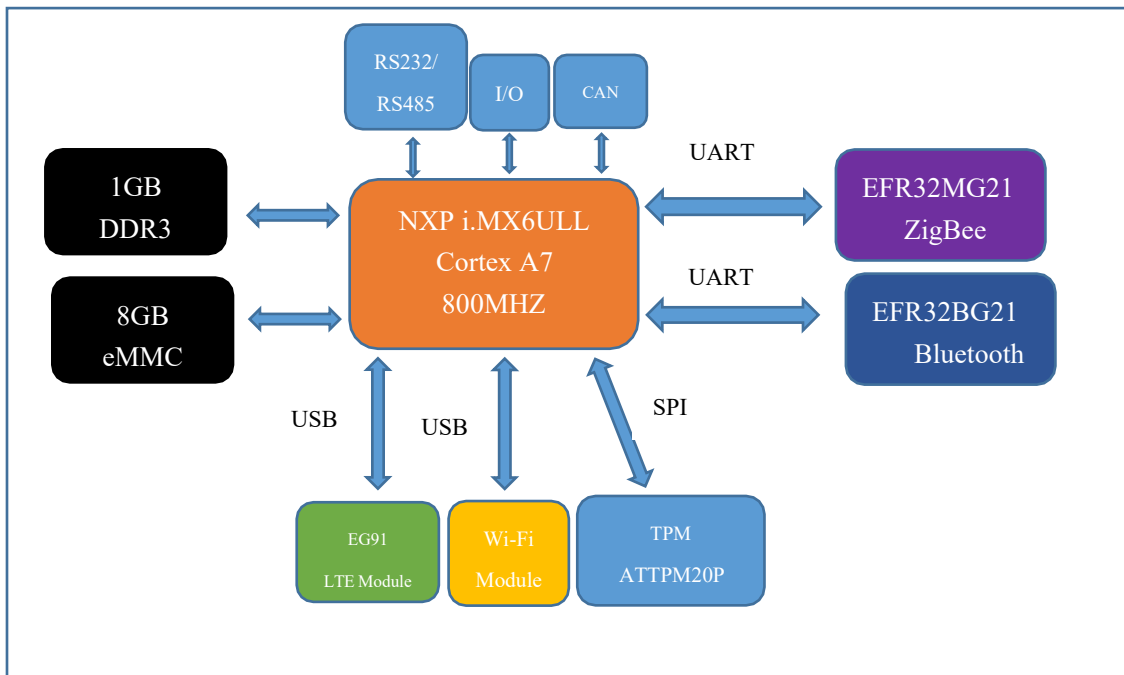 RS232/
RS485
I/O
CAN
UART
1GB
DDR3
NXP i.MX6ULL
Cortex A7
800MHZ
EFR32MG21
ZigBee
UART
8GB
eMMC
EFR32BG21
Bluetooth
USB
USB
SPI
EG91
LTE Module
Wi-Fi
Module
TPM
ATTPM20P